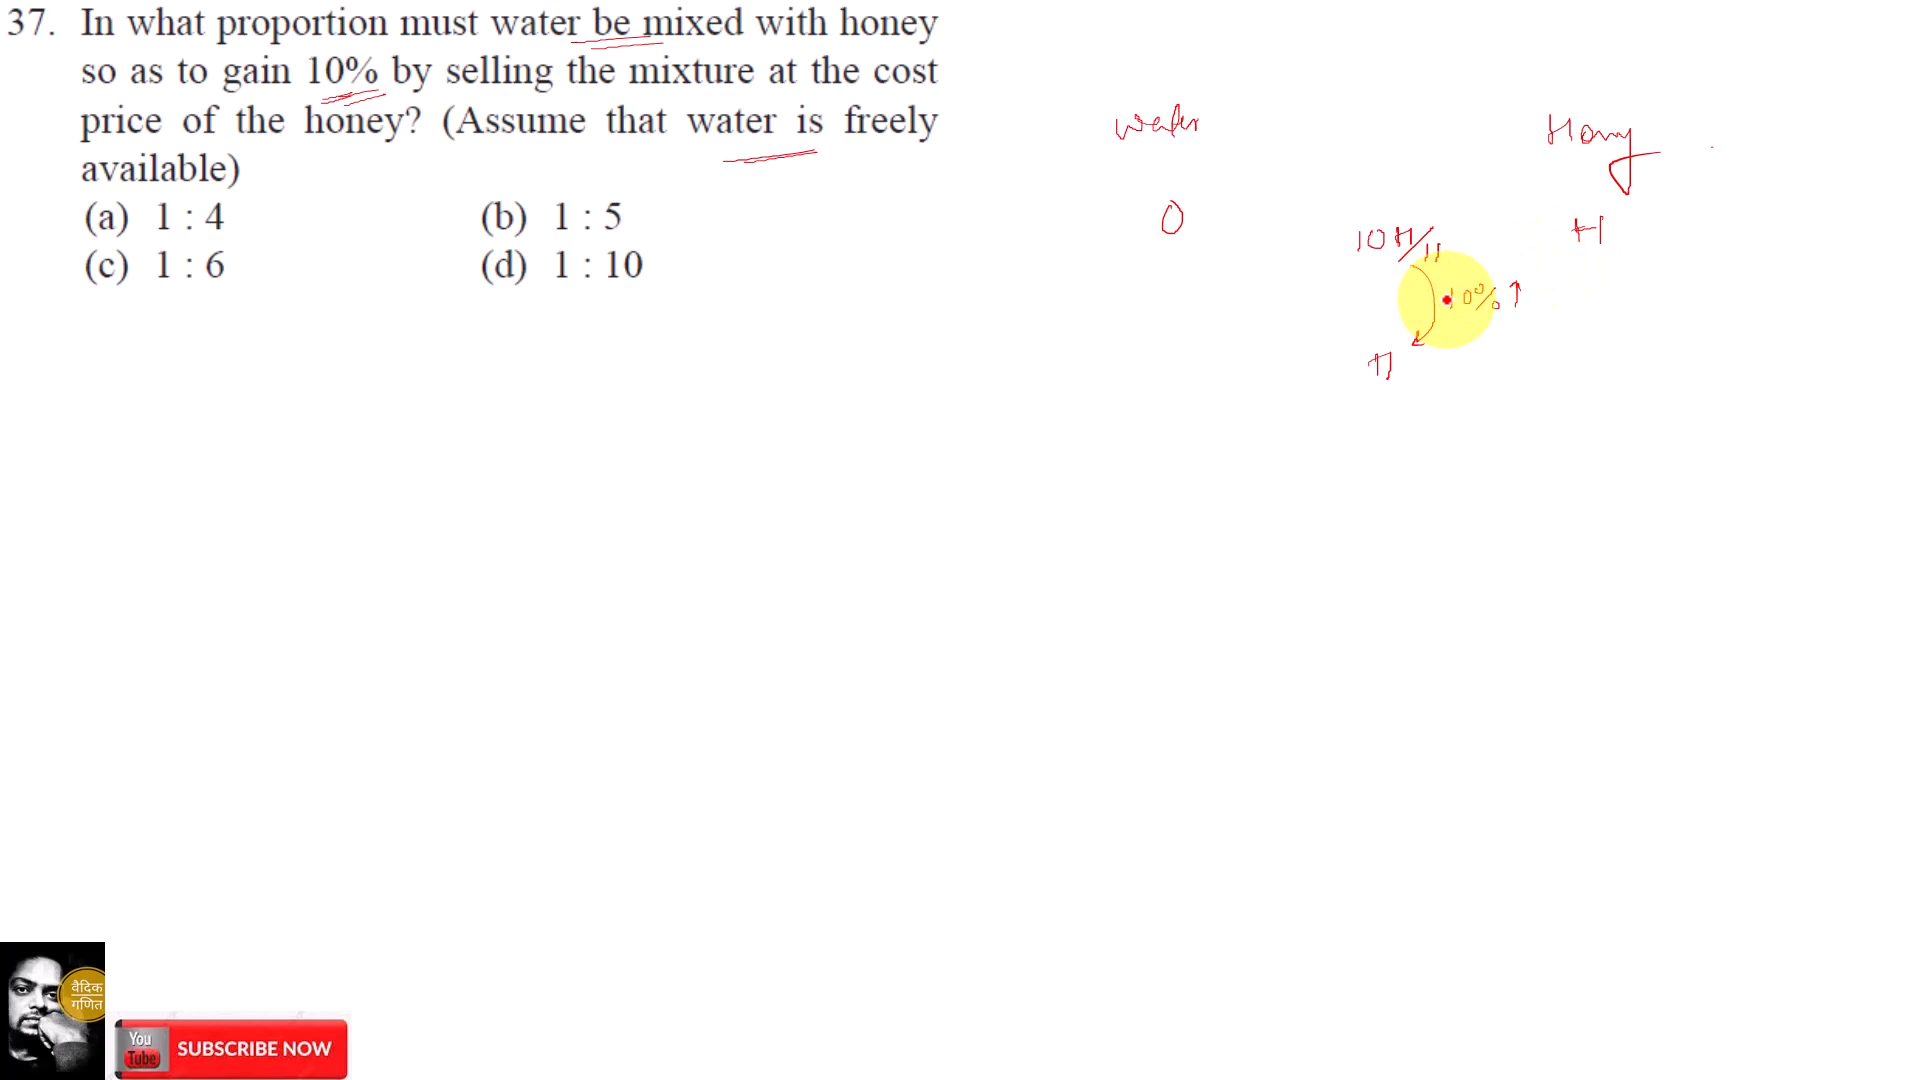 37. In what proportion must water be mixed with honey
so as to gain 10% by selling the mixture at the cost
price of the honey? (Assume that water is freely
available)
(a) 1 : 4 (b) 1 : 5
(c) 1 : 6 (d) 1 : 10
water Hony
0 H
10H/11
10% ↑
वैदिक
गणित
You
Tube
SUBSCRIBE NOW